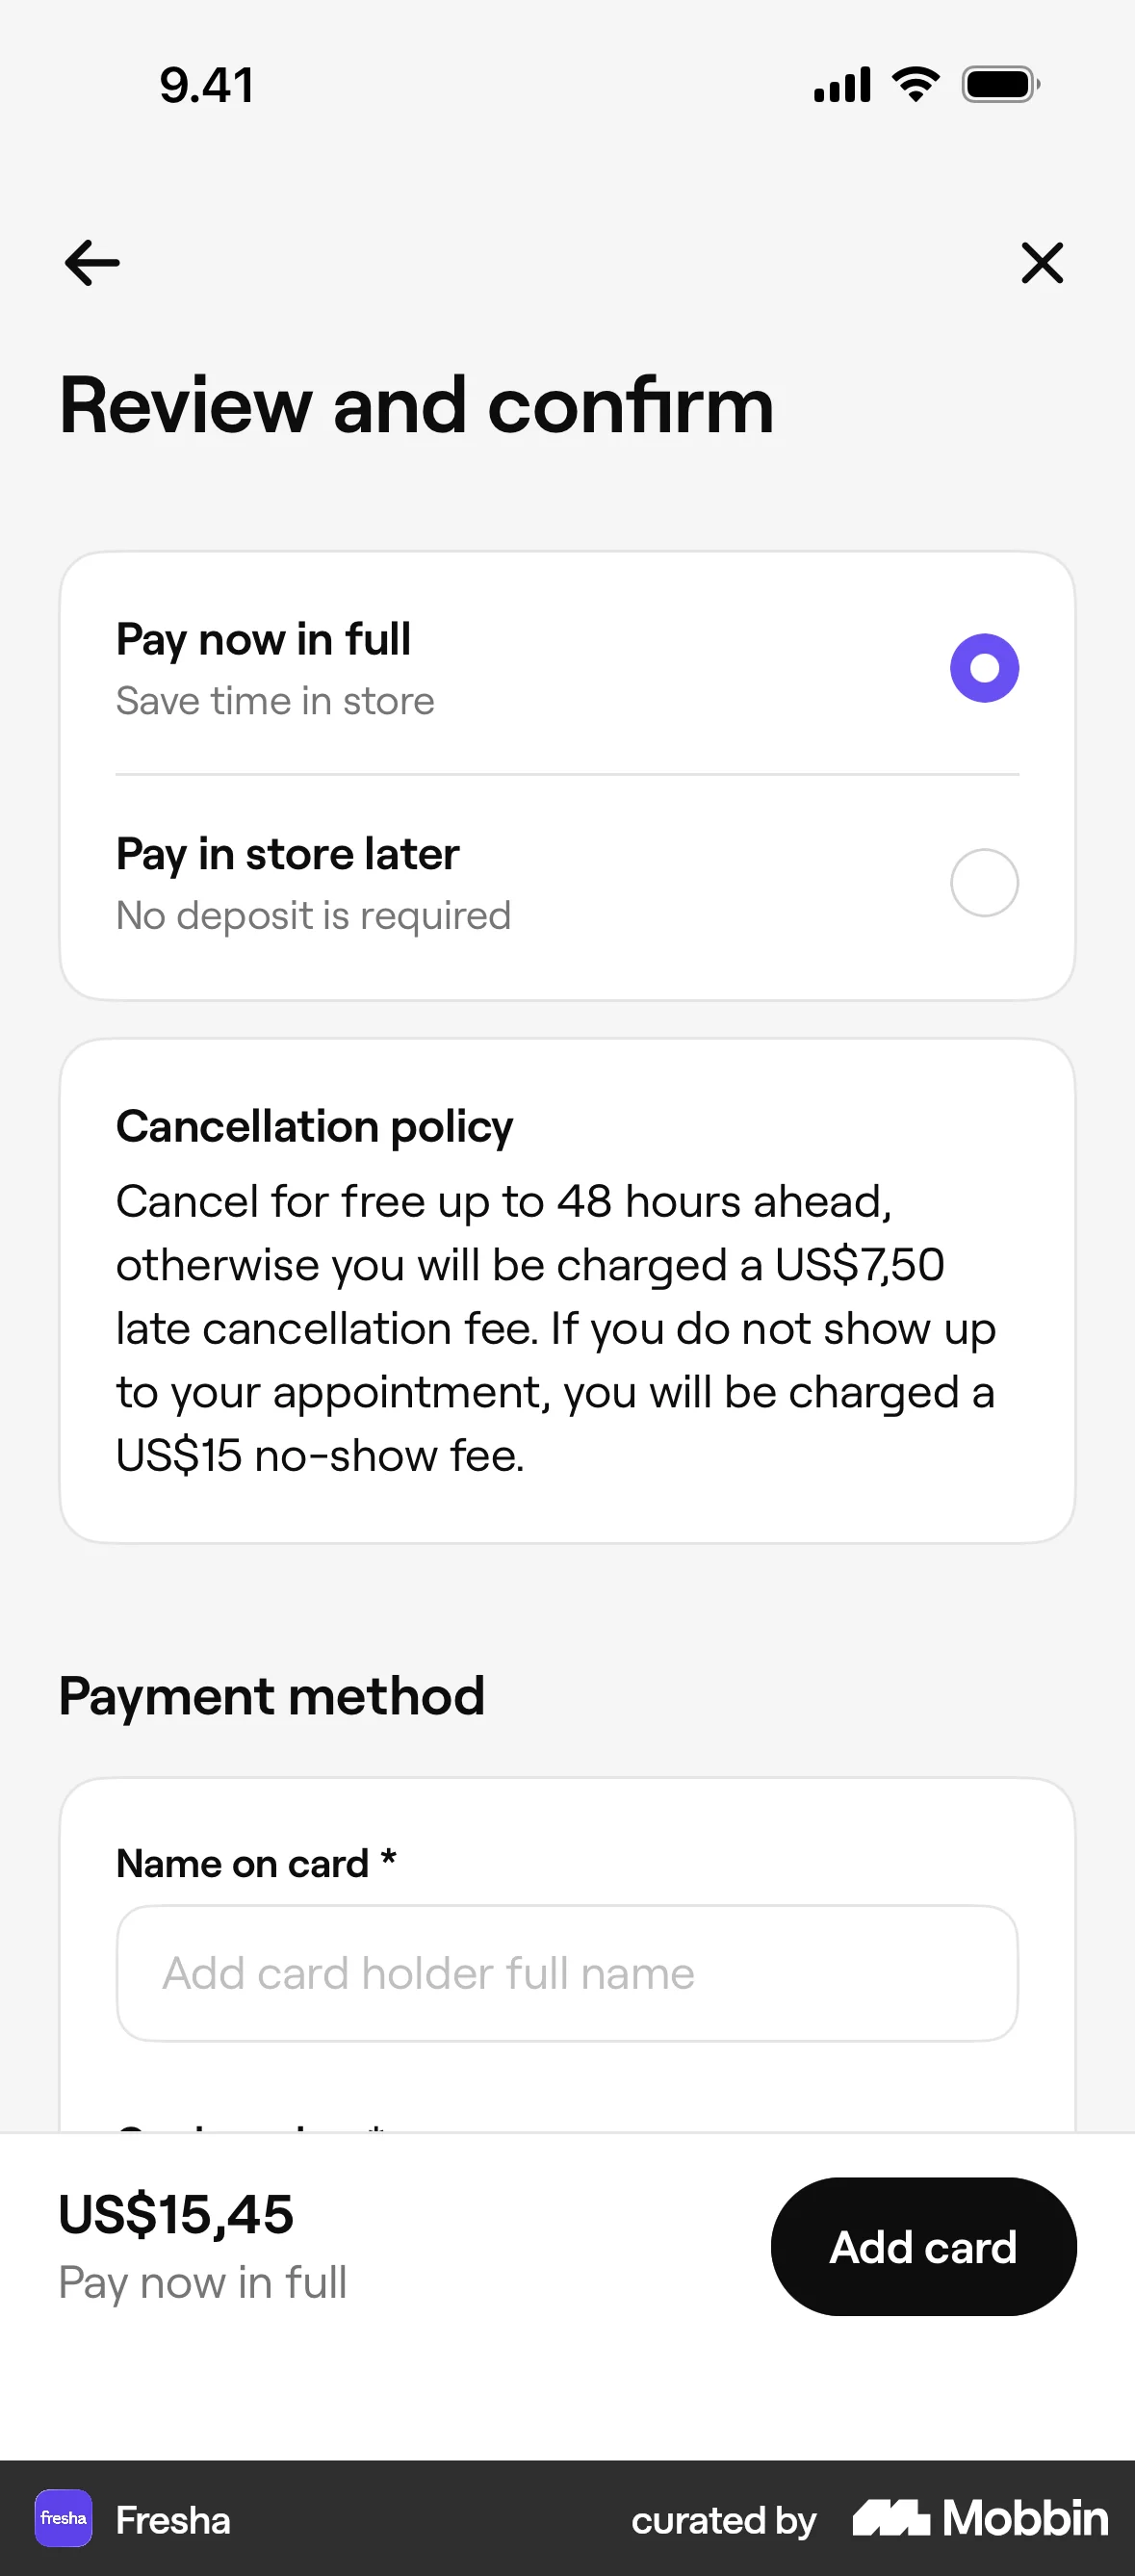 9.41
Review and confirm
Pay now in full
Save time in store
Pay in store later
No deposit is required
Cancellation policy
Cancel for free up to 48 hours ahead,
otherwise you will be charged a US$7,50
late cancellation fee. If you do not show up
to your appointment, you will be charged a
US$15 no-show fee.
Payment method
Name on card *
Add card holder full name
US$15,45
Pay now in full
Add card
fresha
Fresha
curated by
Mobbin